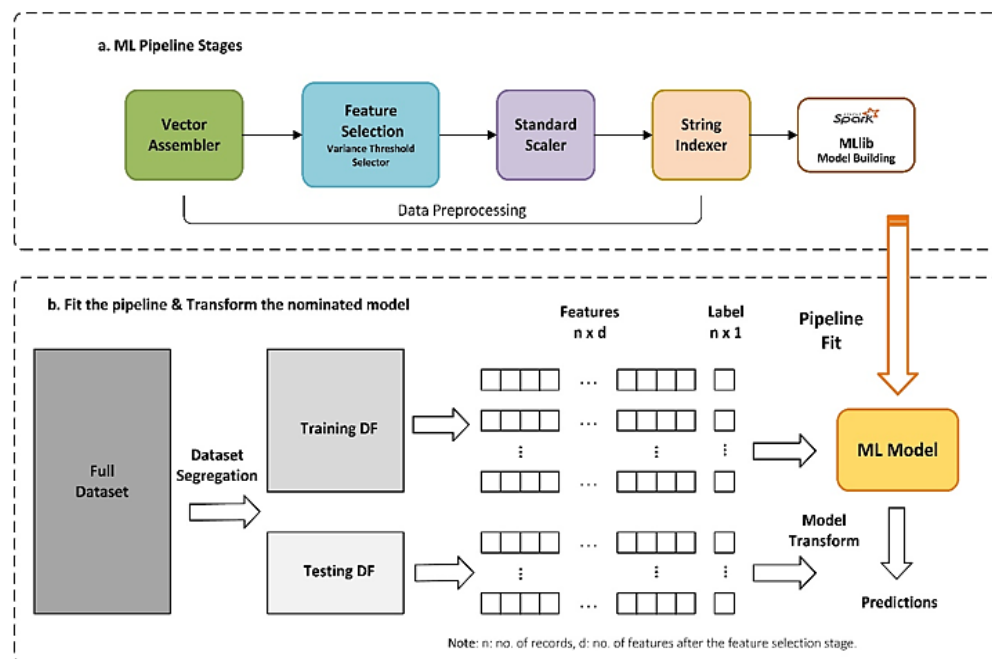 a. ML Pipeline Stages
Vector
Assembler
Feature
Selection
Variance Threshold
Selector
Standard
Scaler
String
Indexer
Spark
MLlib
Model Building
Data Preprocessing
b. Fit the pipeline & Transform the nominated model
Features
n x d
Label
n x 1
Pipeline
Fit
Full
Dataset
Dataset
Segregation
Training DF
Testing DF
...
...
...
...
ML Model
Model
Transform
Predictions
Note: n: no. of records, d: no. of features after the feature selection stage.